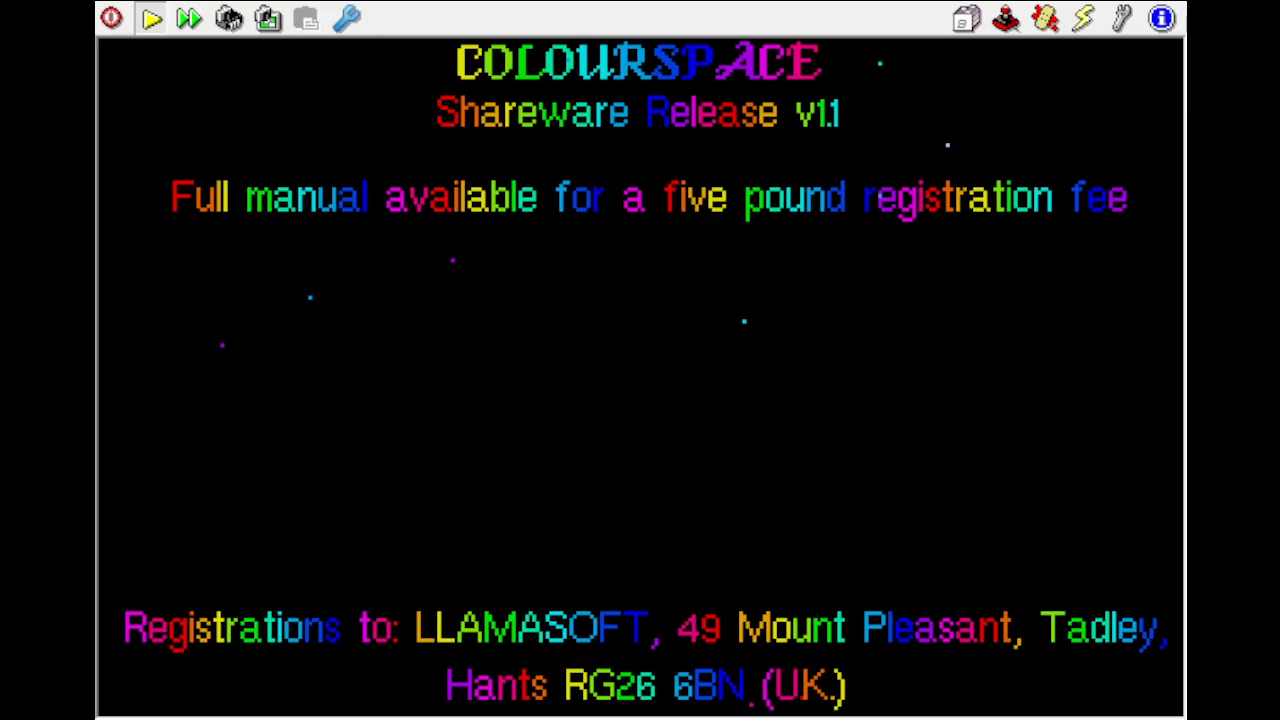 COLOURSPACE
Shareware Release v1.1
Full manual available for a five pound registration fee
Registrations to: LLAMASOFT, 49 Mount Pleasant, Tadley,
Hants RG26 6BN. (UK.)